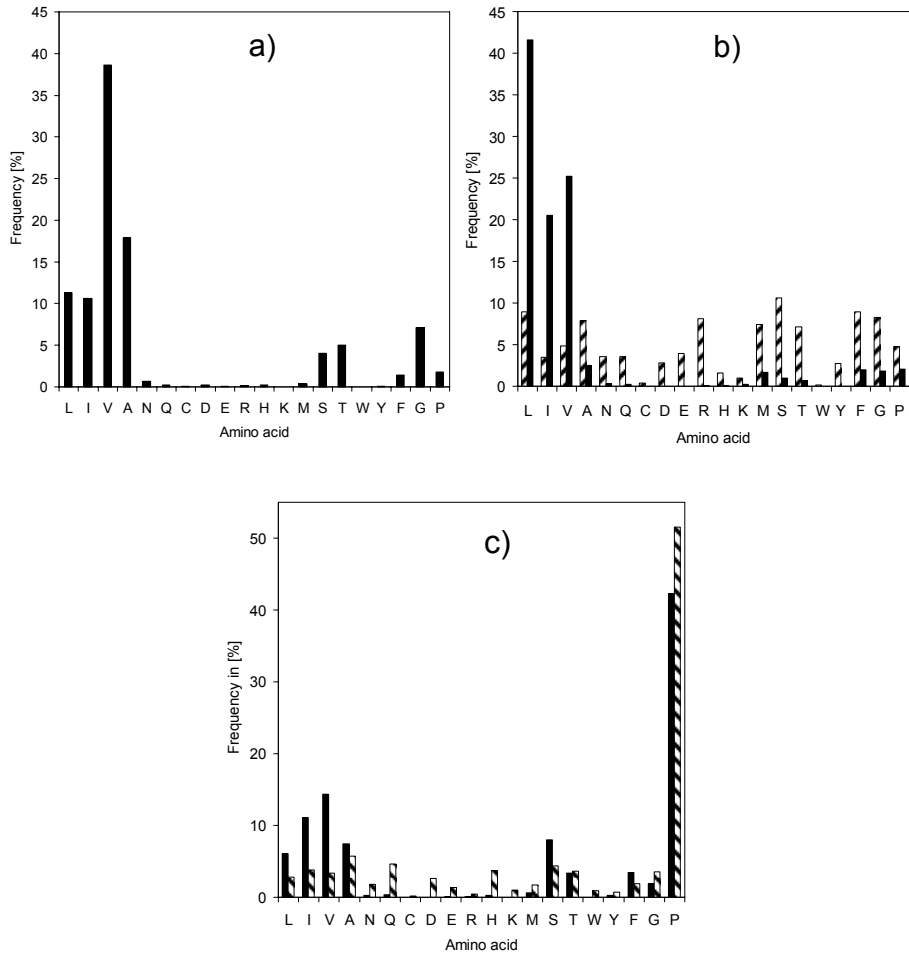 a)
Frequency [%]
45
40
35
30
25
20
15
10
5
0
L I V A N Q C D E R H K M S T W Y F G P
Amino acid
b)
Frequency [%]
45
40
35
30
25
20
15
10
5
0
L I V A N Q C D E R H K M S T W Y F G P
Amino acid
c)
Frequency in [%]
50
40
30
20
10
0
L I V A N Q C D E R H K M S T W Y F G P
Amino acid